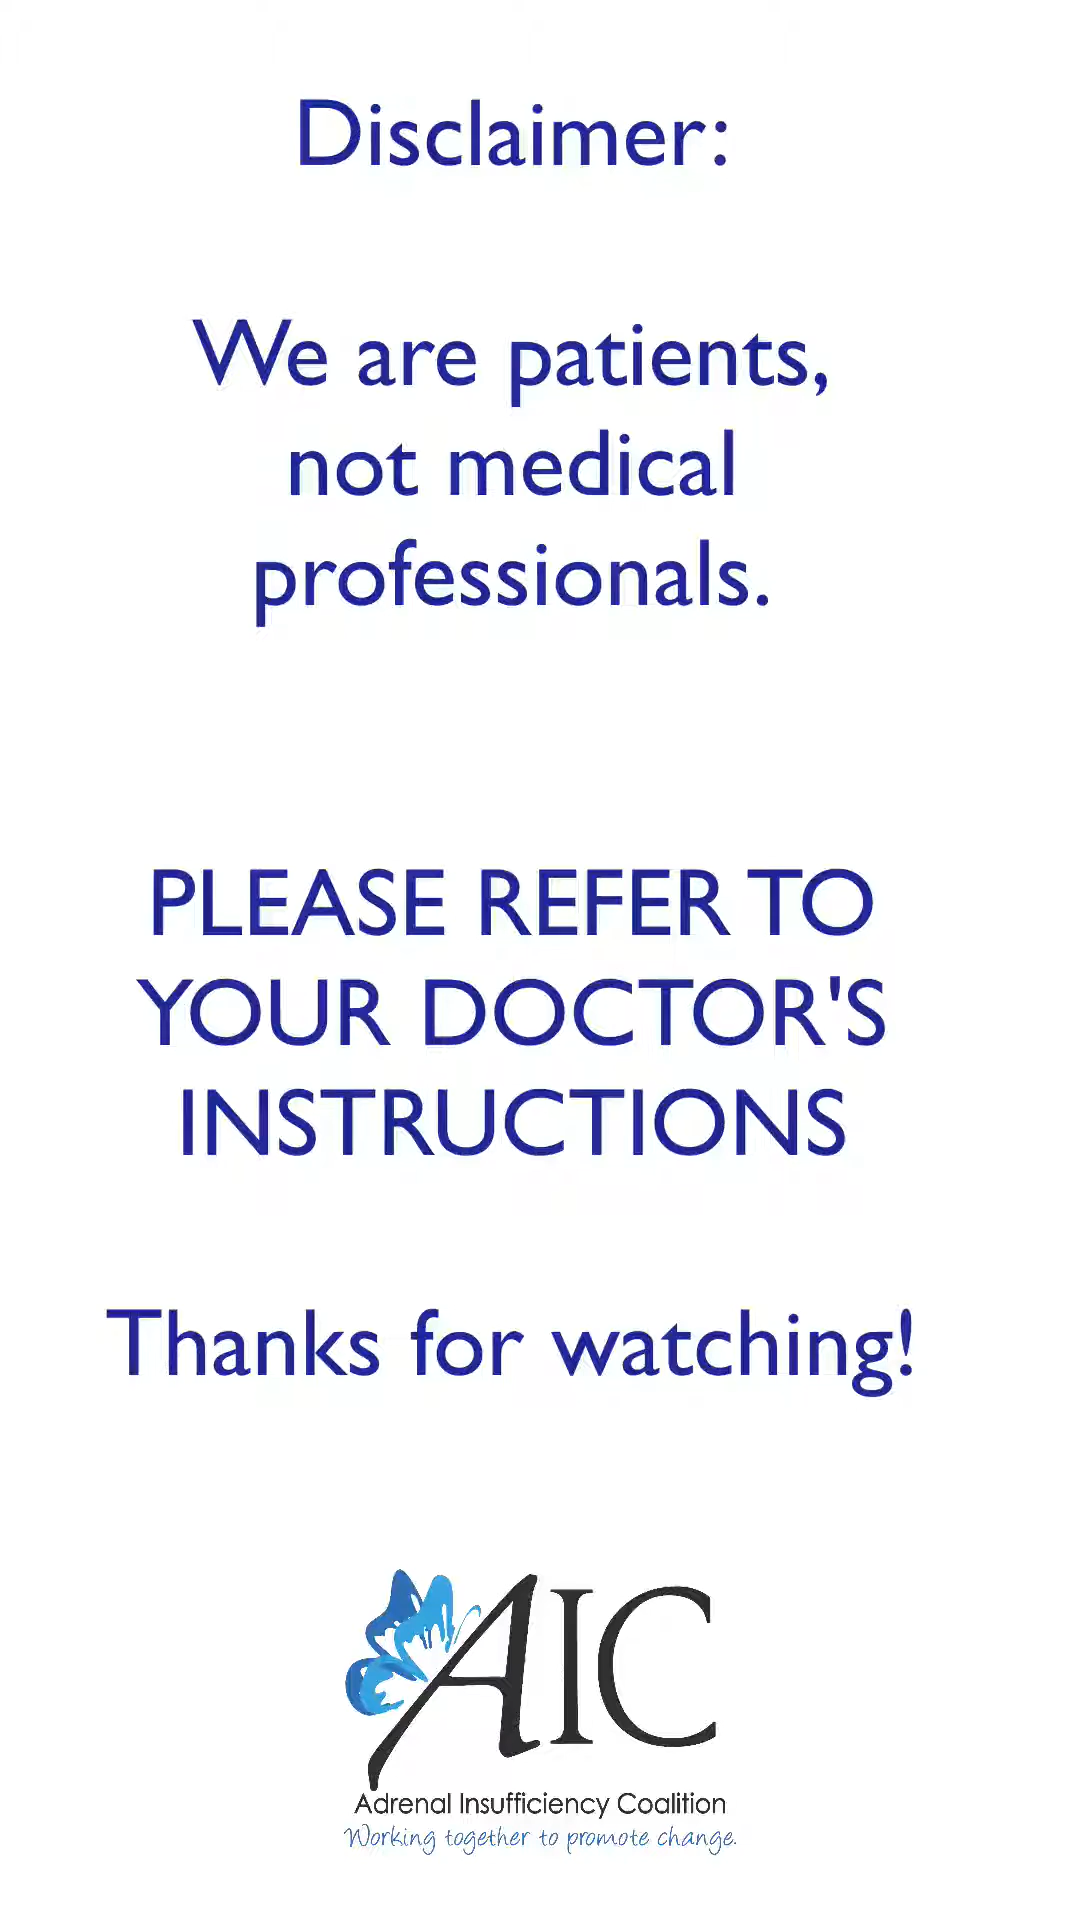 Disclaimer:
We are patients,
not medical
professionals.
PLEASE REFER TO
YOUR DOCTOR'S
INSTRUCTIONS
Thanks for watching!
AIC
Adrenal Insufficiency Coalition
Working together to promote change.